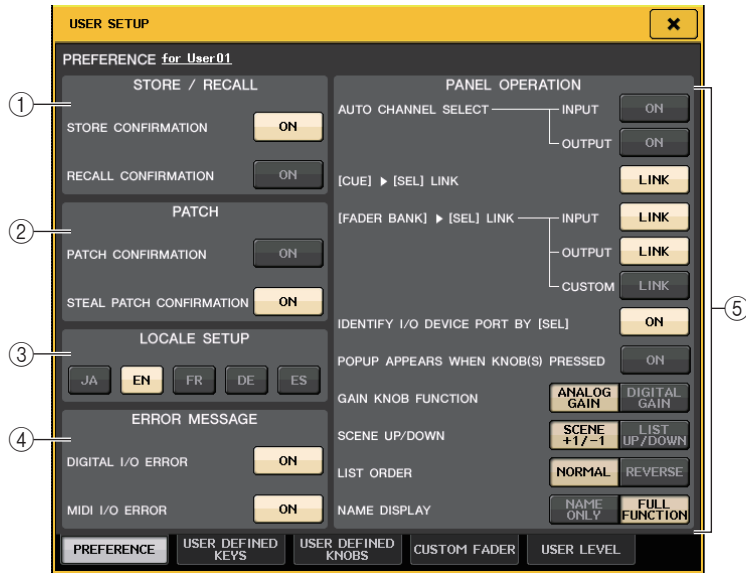 USER SETUP
PREFERENCE for User01
STORE / RECALL
① STORE CONFIRMATION ON
RECALL CONFIRMATION ON
PATCH
② PATCH CONFIRMATION ON
STEAL PATCH CONFIRMATION ON
LOCALE SETUP
③ JA EN FR DE ES
ERROR MESSAGE
④ DIGITAL I/O ERROR ON
MIDI I/O ERROR ON
PANEL OPERATION
AUTO CHANNEL SELECT INPUT ON
OUTPUT ON
[CUE] ▶ [SEL] LINK LINK
[FADER BANK] ▶ [SEL] LINK INPUT LINK
OUTPUT LINK
CUSTOM LINK
⑤
IDENTIFY I/O DEVICE PORT BY [SEL] ON
POPUP APPEARS WHEN KNOB(S) PRESSED ON
GAIN KNOB FUNCTION ANALOG GAIN DIGITAL GAIN
SCENE UP/DOWN SCENE +1/-1 LIST UP/DOWN
LIST ORDER NORMAL REVERSE
NAME DISPLAY NAME ONLY FULL FUNCTION
PREFERENCE USER DEFINED KEYS USER DEFINED KNOBS CUSTOM FADER USER LEVEL